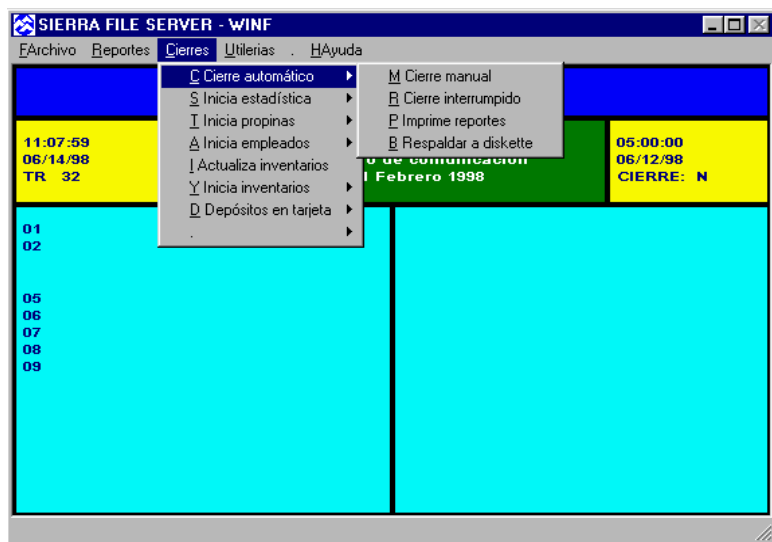 SIERRA FILE SERVER - WINF
FArchivo Reportes Cierres Utilerias . HAyuda
C Cierre automático
S Inicia estadística
T Inicia propinas
A Inicia empleados
I Actualiza inventarios
Y Inicia inventarios
D Depósitos en tarjeta
.
M Cierre manual
R Cierre interrumpido
P Imprime reportes
B Respaldar a diskette
11:07:59
06/14/98
TR 32
o de comunicación
Febrero 1998
05:00:00
06/12/98
CIERRE: N
01
02
05
06
07
08
09